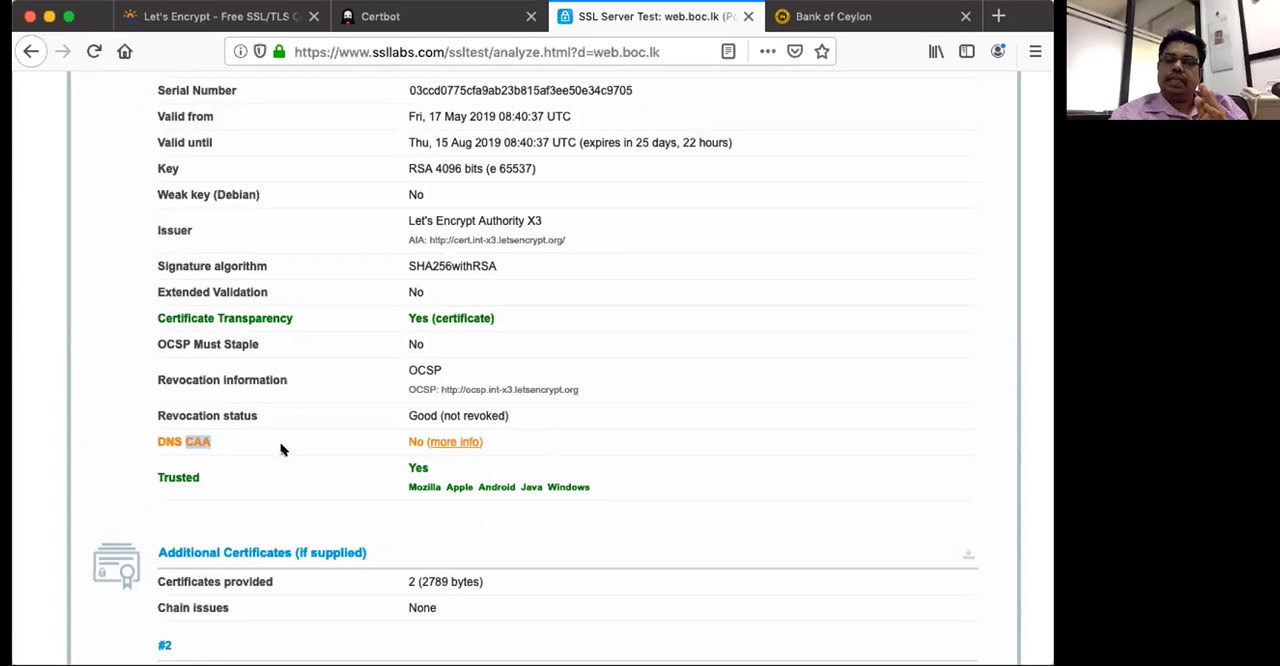 Let's Encrypt - Free SSL/TLS C
Certbot
SSL Server Test: web.boc.lk (Po
Bank of Ceylon
https://www.ssllabs.com/ssltest/analyze.html?d=web.boc.lk
Serial Number 03ccd0775cfa9ab23b815af3ee50e34c9705
Valid from Fri, 17 May 2019 08:40:37 UTC
Valid until Thu, 15 Aug 2019 08:40:37 UTC (expires in 25 days, 22 hours)
Key RSA 4096 bits (e 65537)
Weak key (Debian) No
Issuer Let's Encrypt Authority X3
AIA: http://cert.int-x3.letsencrypt.org/
Signature algorithm SHA256withRSA
Extended Validation No
Certificate Transparency Yes (certificate)
OCSP Must Staple No
Revocation information OCSP
OCSP: http://ocsp.int-x3.letsencrypt.org
Revocation status Good (not revoked)
DNS CAA No (more info)
Trusted Yes
Mozilla Apple Android Java Windows
Additional Certificates (if supplied)
Certificates provided 2 (2789 bytes)
Chain issues None
#2